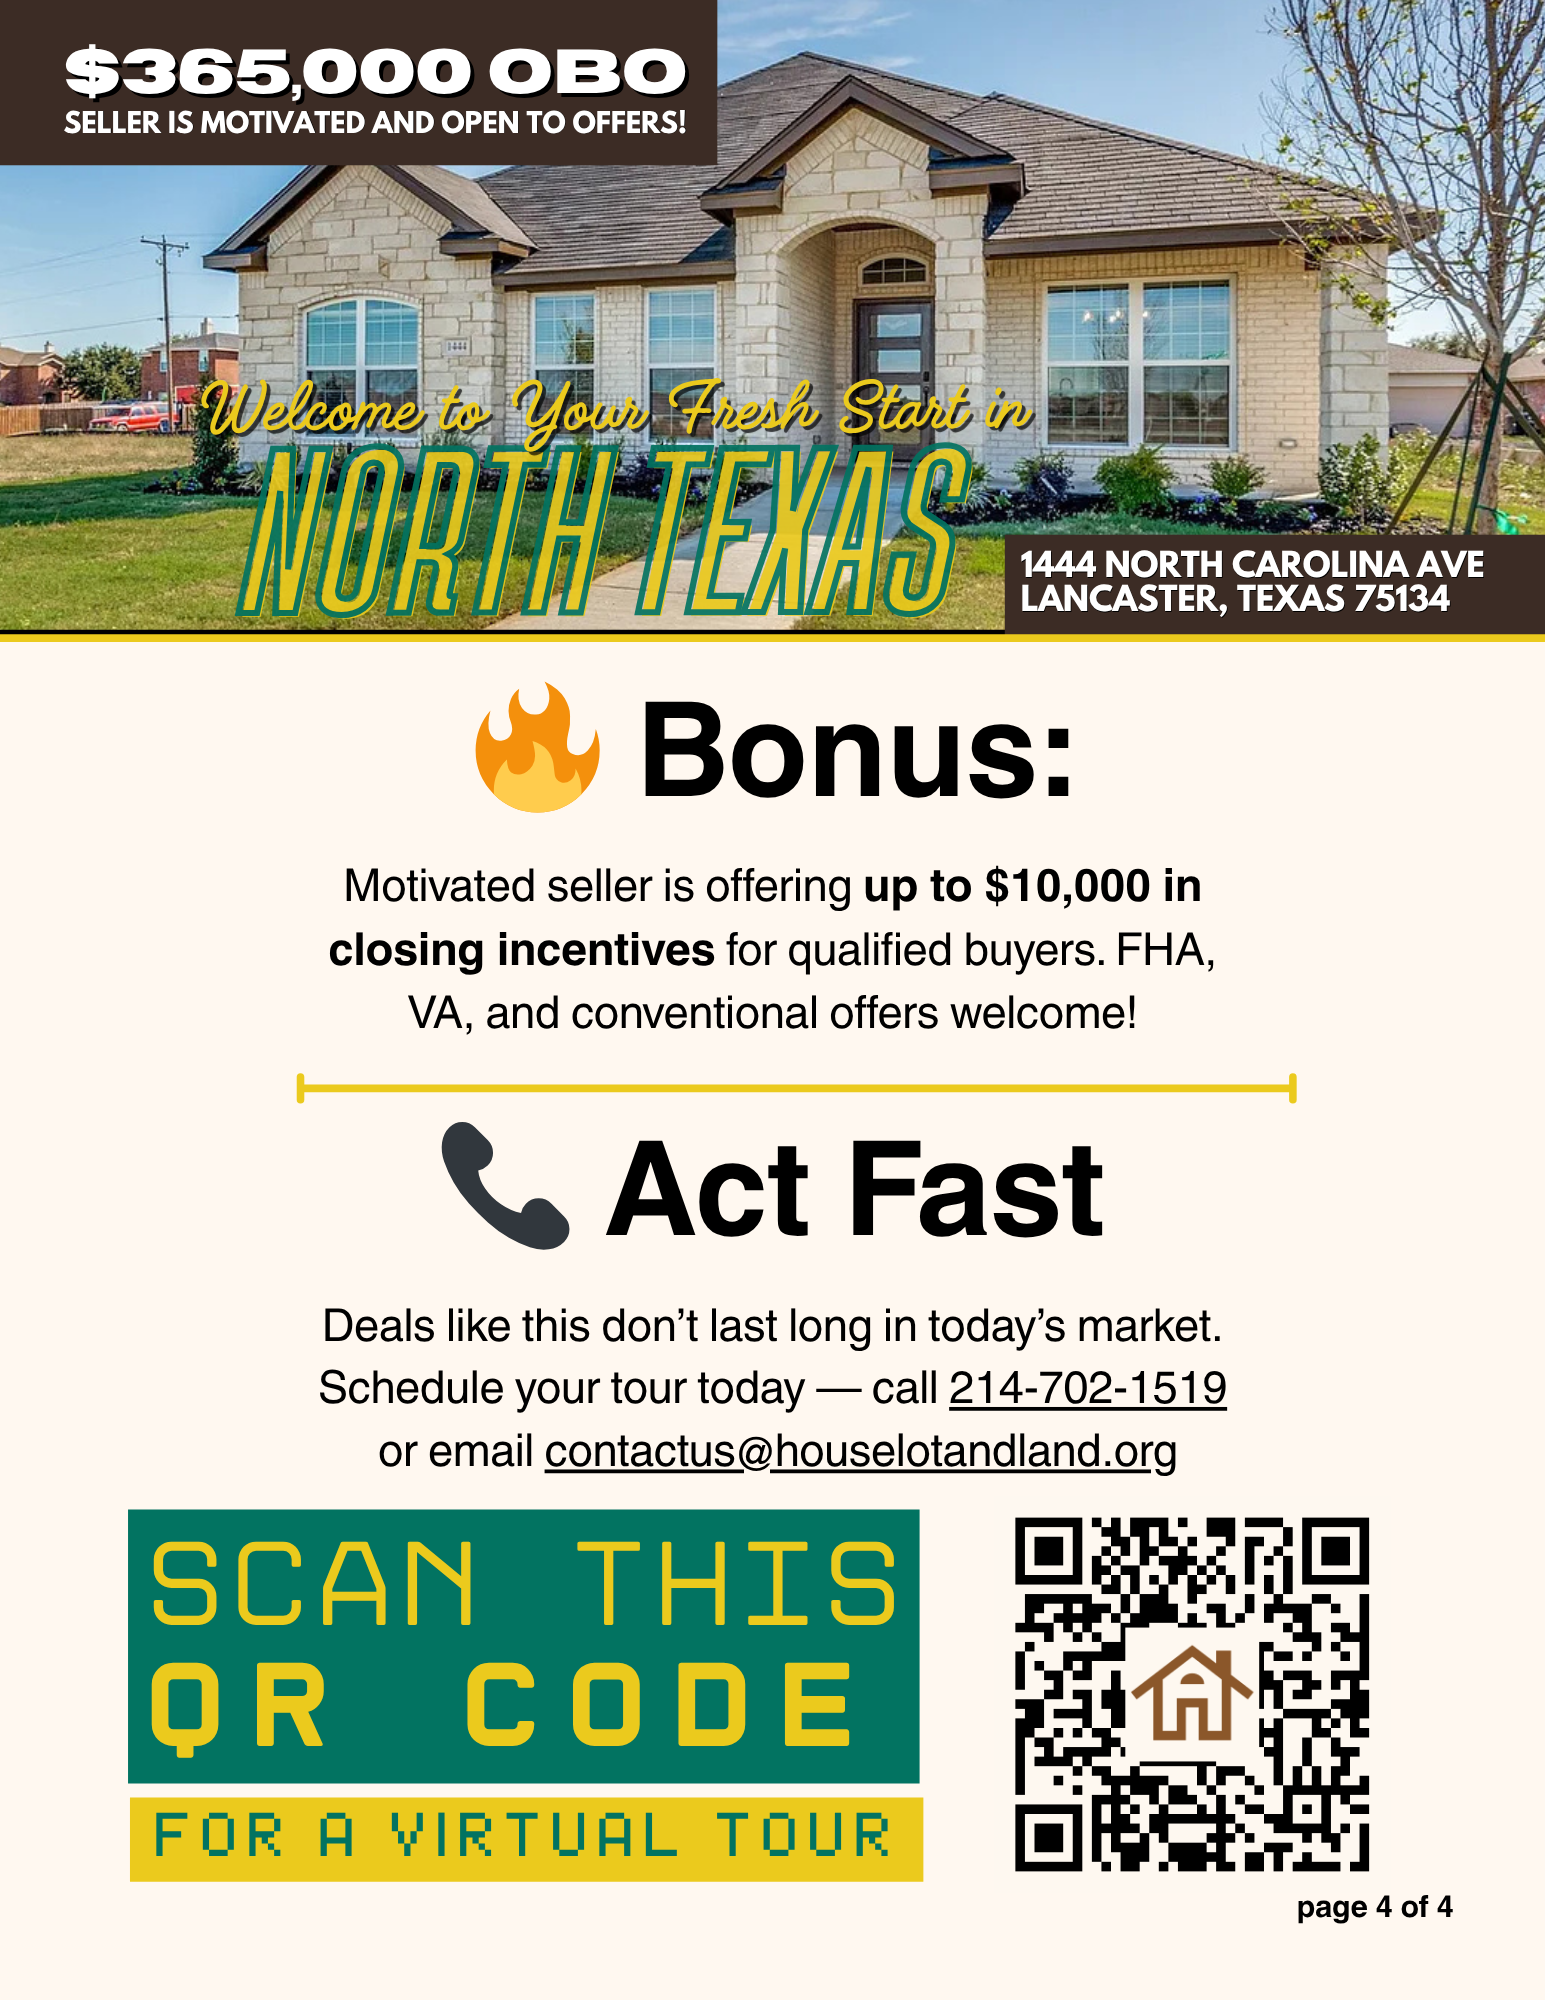 $365,000 OBO
SELLER IS MOTIVATED AND OPEN TO OFFERS!
1444
Welcome to Your Fresh Start in
NORTH TEXAS
1444 NORTH CAROLINA AVE
LANCASTER, TEXAS 75134
Bonus:
Motivated seller is offering up to $10,000 in
closing incentives for qualified buyers. FHA,
VA, and conventional offers welcome!
Act Fast
Deals like this don’t last long in today’s market.
Schedule your tour today — call 214-702-1519
or email contactus@houselotandland.org
SCAN THIS
QR CODE
FOR A VIRTUAL TOUR
page 4 of 4